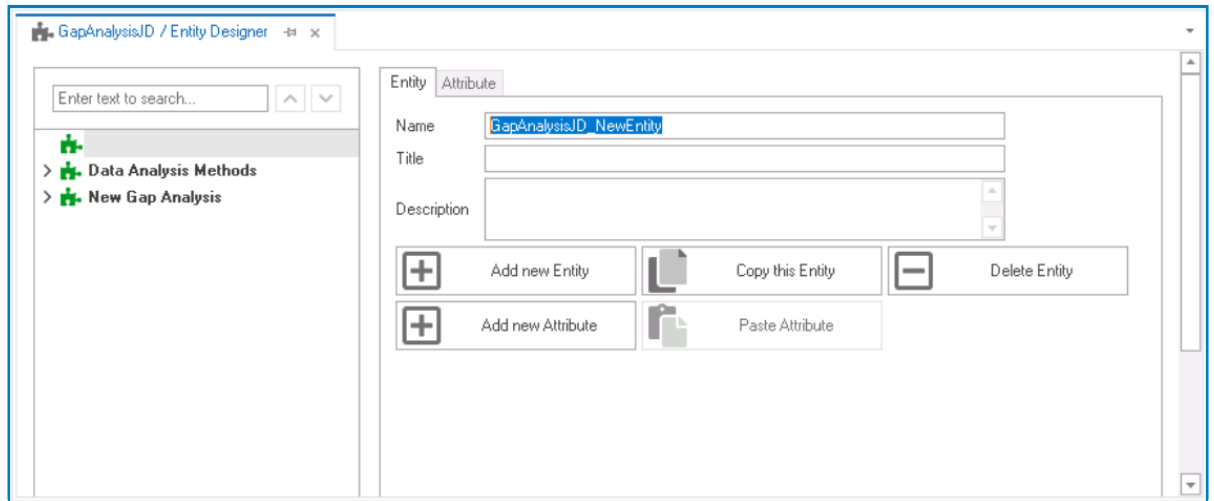 GapAnalysisJD / Entity Designer
Enter text to search...
Data Analysis Methods
New Gap Analysis
Entity Attribute
Name GapAnalysisJD_NewEntity
Title
Description
Add new Entity Copy this Entity Delete Entity
Add new Attribute Paste Attribute